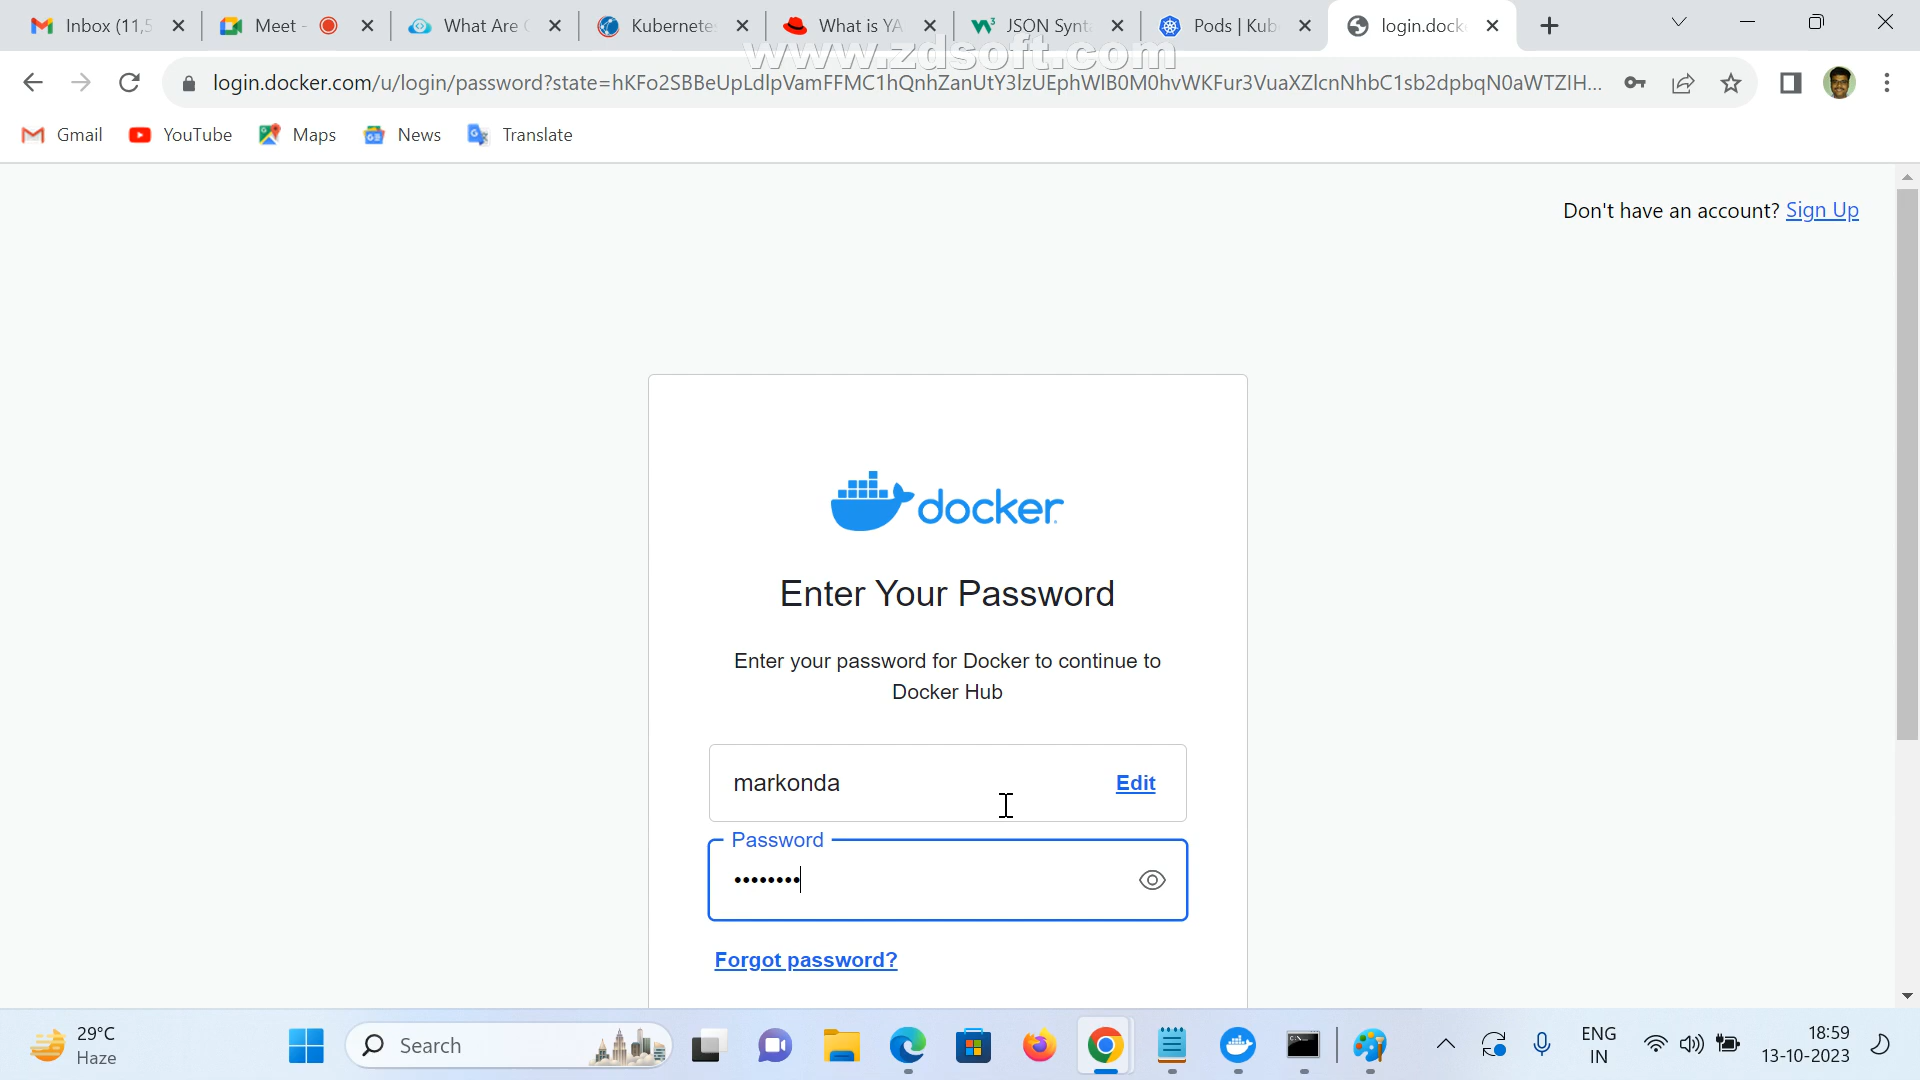 Inbox (11,5
Meet -
What Are
Kubernete
What is YA
JSON Synt
Pods | Kub
login.dock
www.zdsoft.com
login.docker.com/u/login/password?state=hKFo2SBBeUpLdlpVamFFMC1hQnhZanUtY3lzUEphWlB0M0hvWKFur3VuaXZlcnNhbC1sb2dpbqN0aWTZIH...
Gmail
YouTube
Maps
News
Translate
Don't have an account? Sign Up
docker
Enter Your Password
Enter your password for Docker to continue to
Docker Hub
markonda
Edit
Password
••••••••
Forgot password?
29°C
Haze
Search
ENG
IN
18:59
13-10-2023